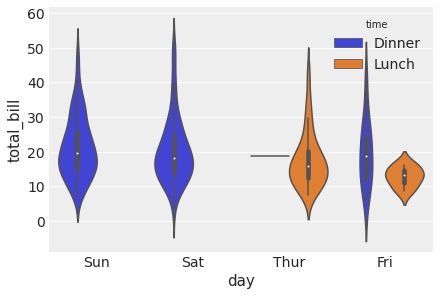 60
50
40
30
20
10
0
total_bill
time
Dinner
Lunch
Sun Sat Thur Fri
day